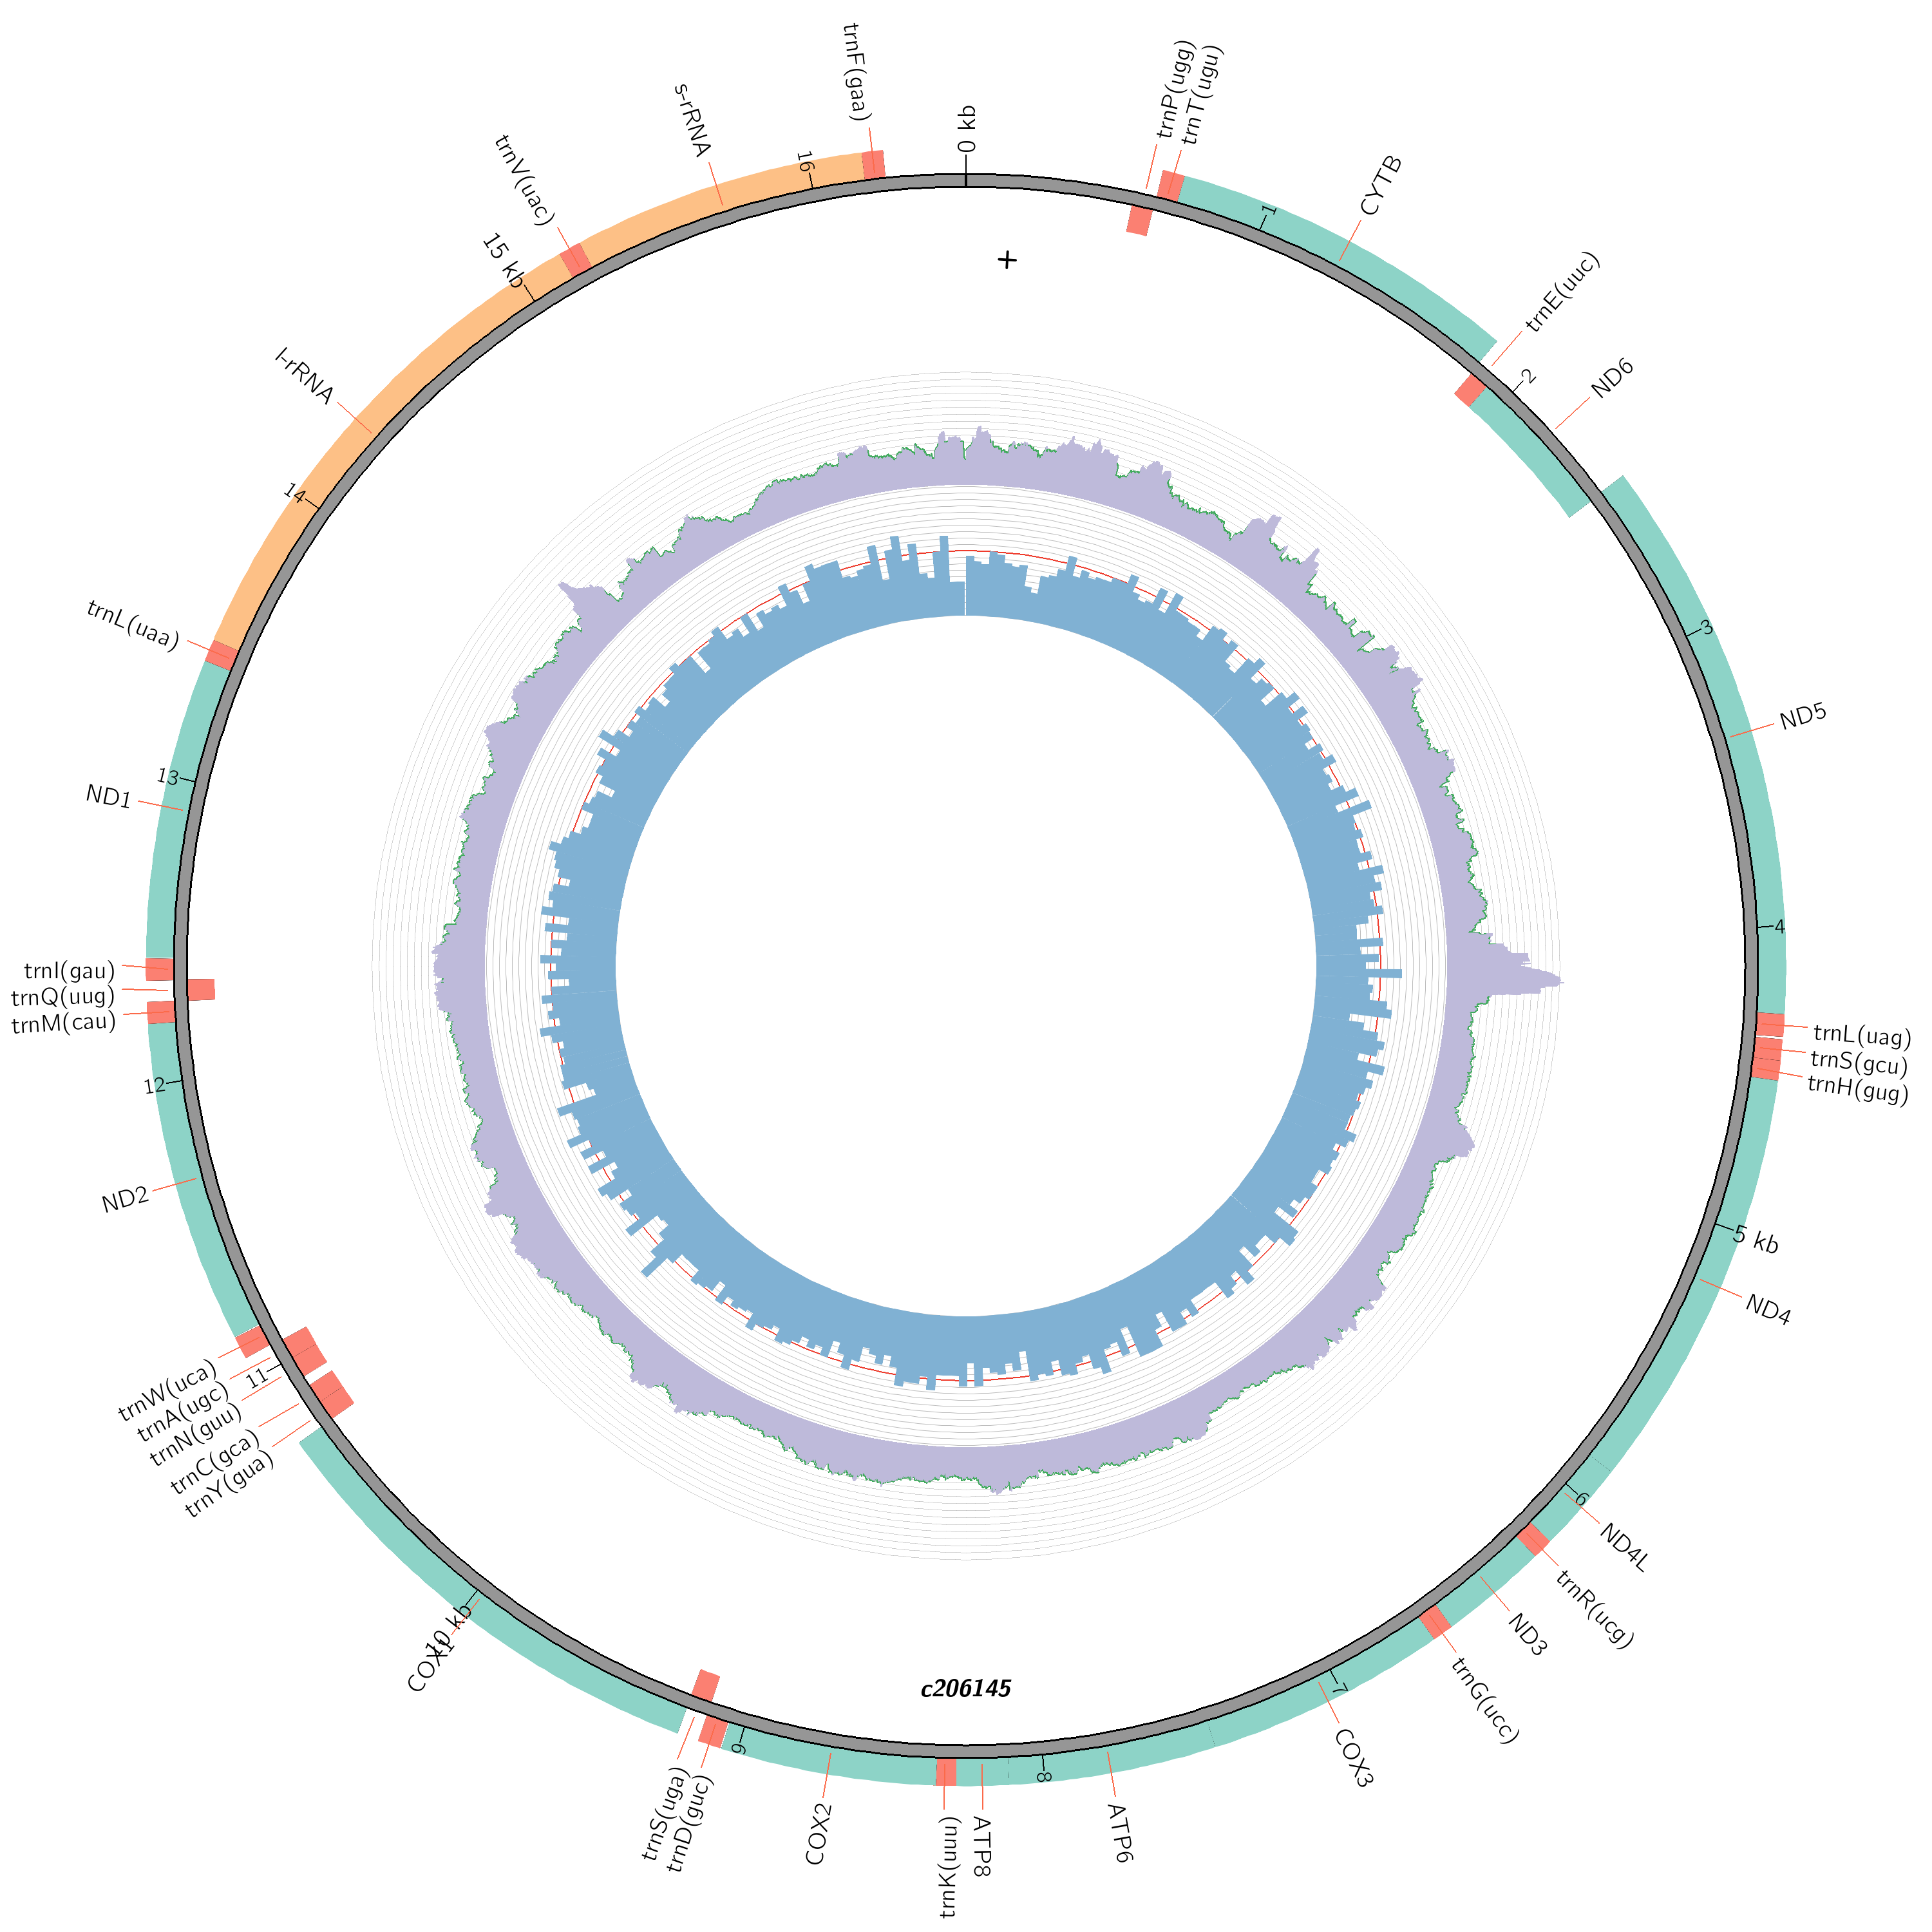 0 kb
trnP(ugg)
trnT(ugu)
1
CYTB
trnE(uuc)
2
ND6
3
ND5
4
trnL(uag)
trnS(gcu)
trnH(gug)
5 kb
ND4
6
ND4L
trnR(ucg)
ND3
trnG(ucc)
7
COX3
ATP6
8
ATP8
trnK(uuu)
COX2
9
trnD(guc)
trnS(uga)
10 kb
COX1
trnY(gua)
trnC(gca)
11
trnN(guu)
trnA(ugc)
trnW(uca)
ND2
12
trnM(cau)
trnQ(uug)
trnI(gau)
ND1
13
trnL(uaa)
14
l-rRNA
15 kb
trnV(uac)
s-rRNA
16
trnF(gaa)
+
c206145